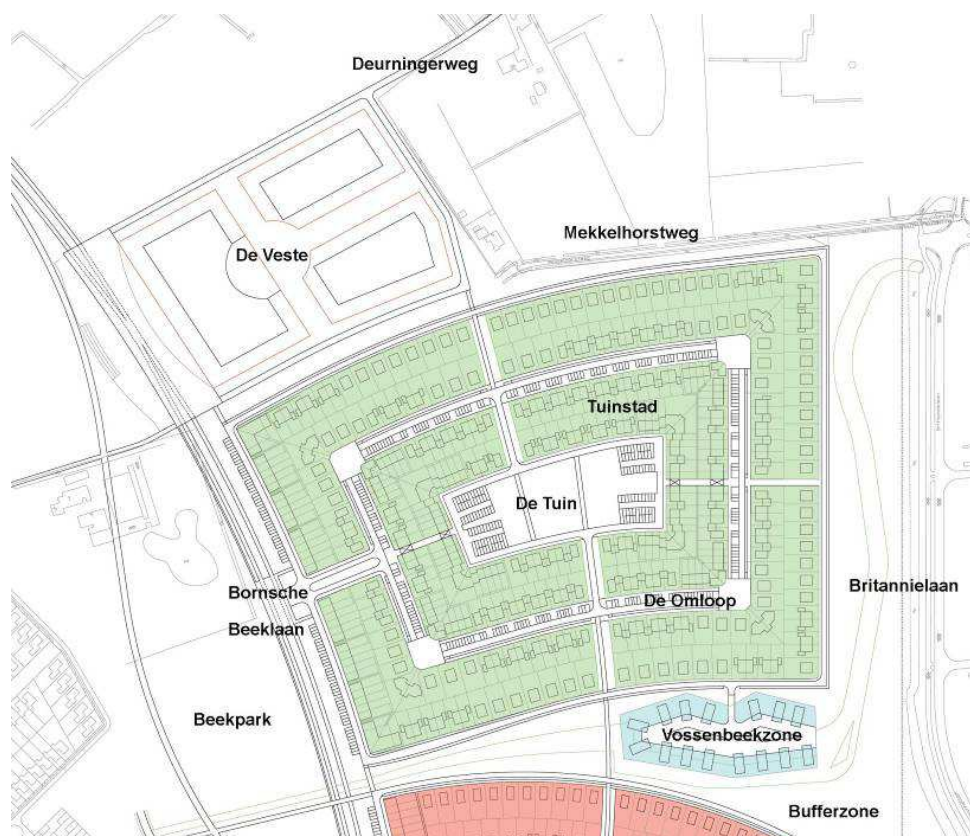 Deurningerweg
Mekkelhorstweg
De Veste
Tuinstad
De Tuin
Bornsche
Beeklaan
De Omloop
Britannielaan
Beekpark
Vossenbeekzone
Bufferzone